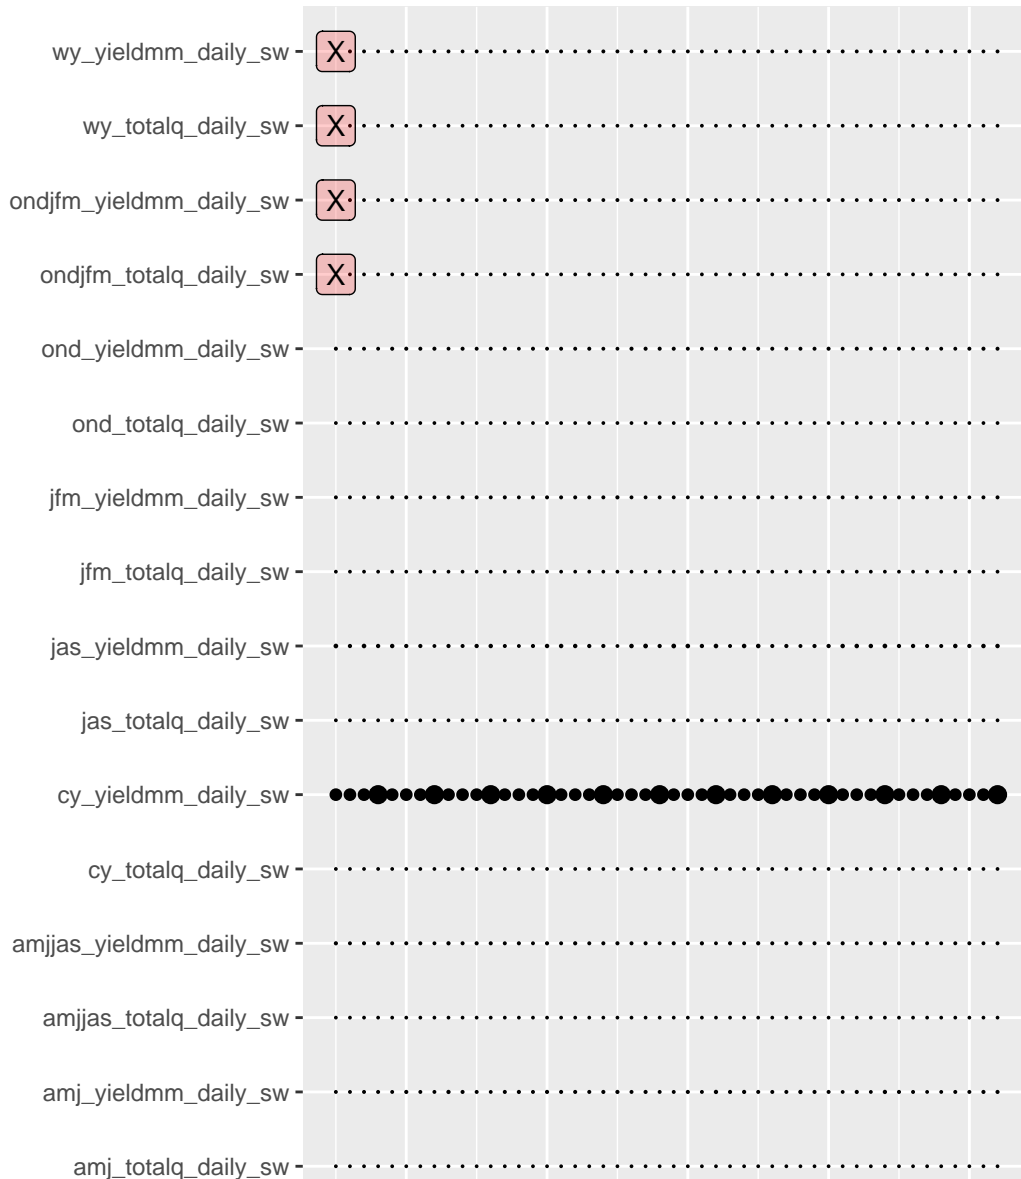 wy_yieldmm_daily_sw X
wy_totalq_daily_sw X
ondjfm_yieldmm_daily_sw X
ondjfm_totalq_daily_sw X
ond_yieldmm_daily_sw
ond_totalq_daily_sw
jfm_yieldmm_daily_sw
jfm_totalq_daily_sw
jas_yieldmm_daily_sw
jas_totalq_daily_sw
cy_yieldmm_daily_sw
cy_totalq_daily_sw
amjjas_yieldmm_daily_sw
amjjas_totalq_daily_sw
amj_yieldmm_daily_sw
amj_totalq_daily_sw